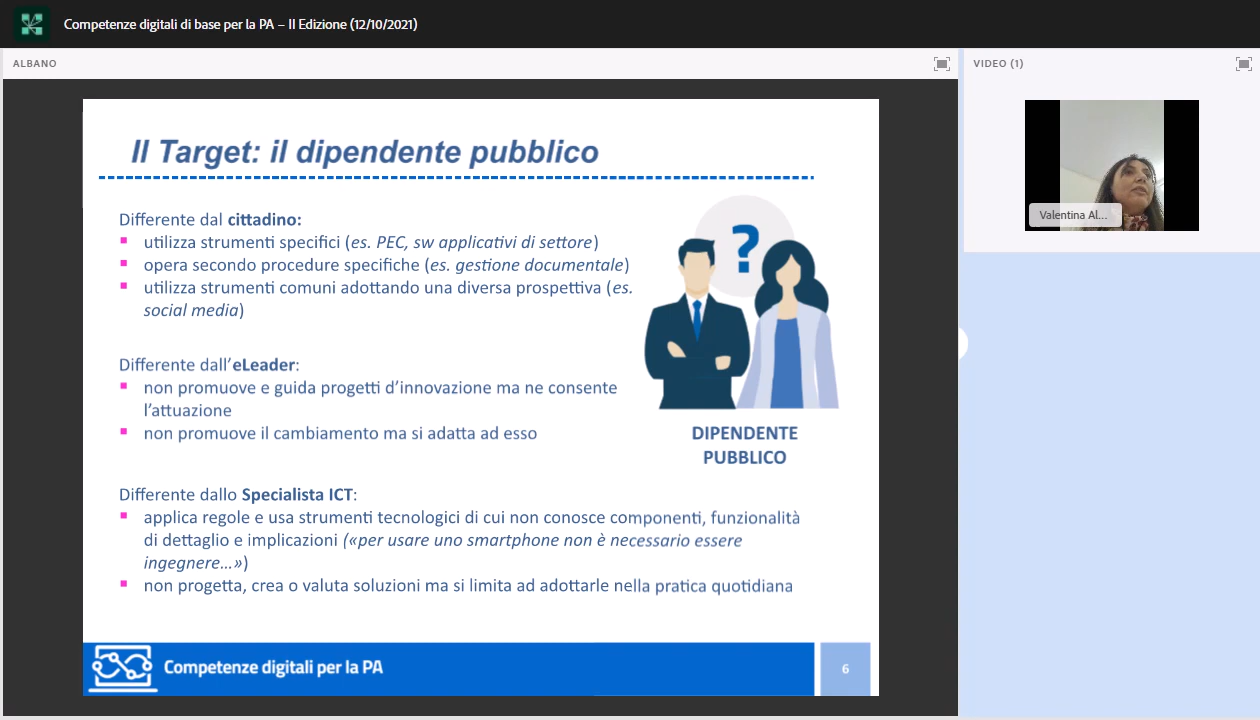 Competenze digitali di base per la PA – II Edizione (12/10/2021)
ALBANO
VIDEO (1)
Il Target: il dipendente pubblico
Differente dal cittadino:
utilizza strumenti specifici (es. PEC, sw applicativi di settore)
opera secondo procedure specifiche (es. gestione documentale)
utilizza strumenti comuni adottando una diversa prospettiva (es.
social media)
Differente dall’eLeader:
non promuove e guida progetti d’innovazione ma ne consente
l’attuazione
non promuove il cambiamento ma si adatta ad esso
?
DIPENDENTE
PUBBLICO
Differente dallo Specialista ICT:
applica regole e usa strumenti tecnologici di cui non conosce componenti, funzionalità
di dettaglio e implicazioni («per usare uno smartphone non è necessario essere
ingegnere...»)
non progetta, crea o valuta soluzioni ma si limita ad adottarle nella pratica quotidiana
Competenze digitali per la PA
6
Valentina Al...